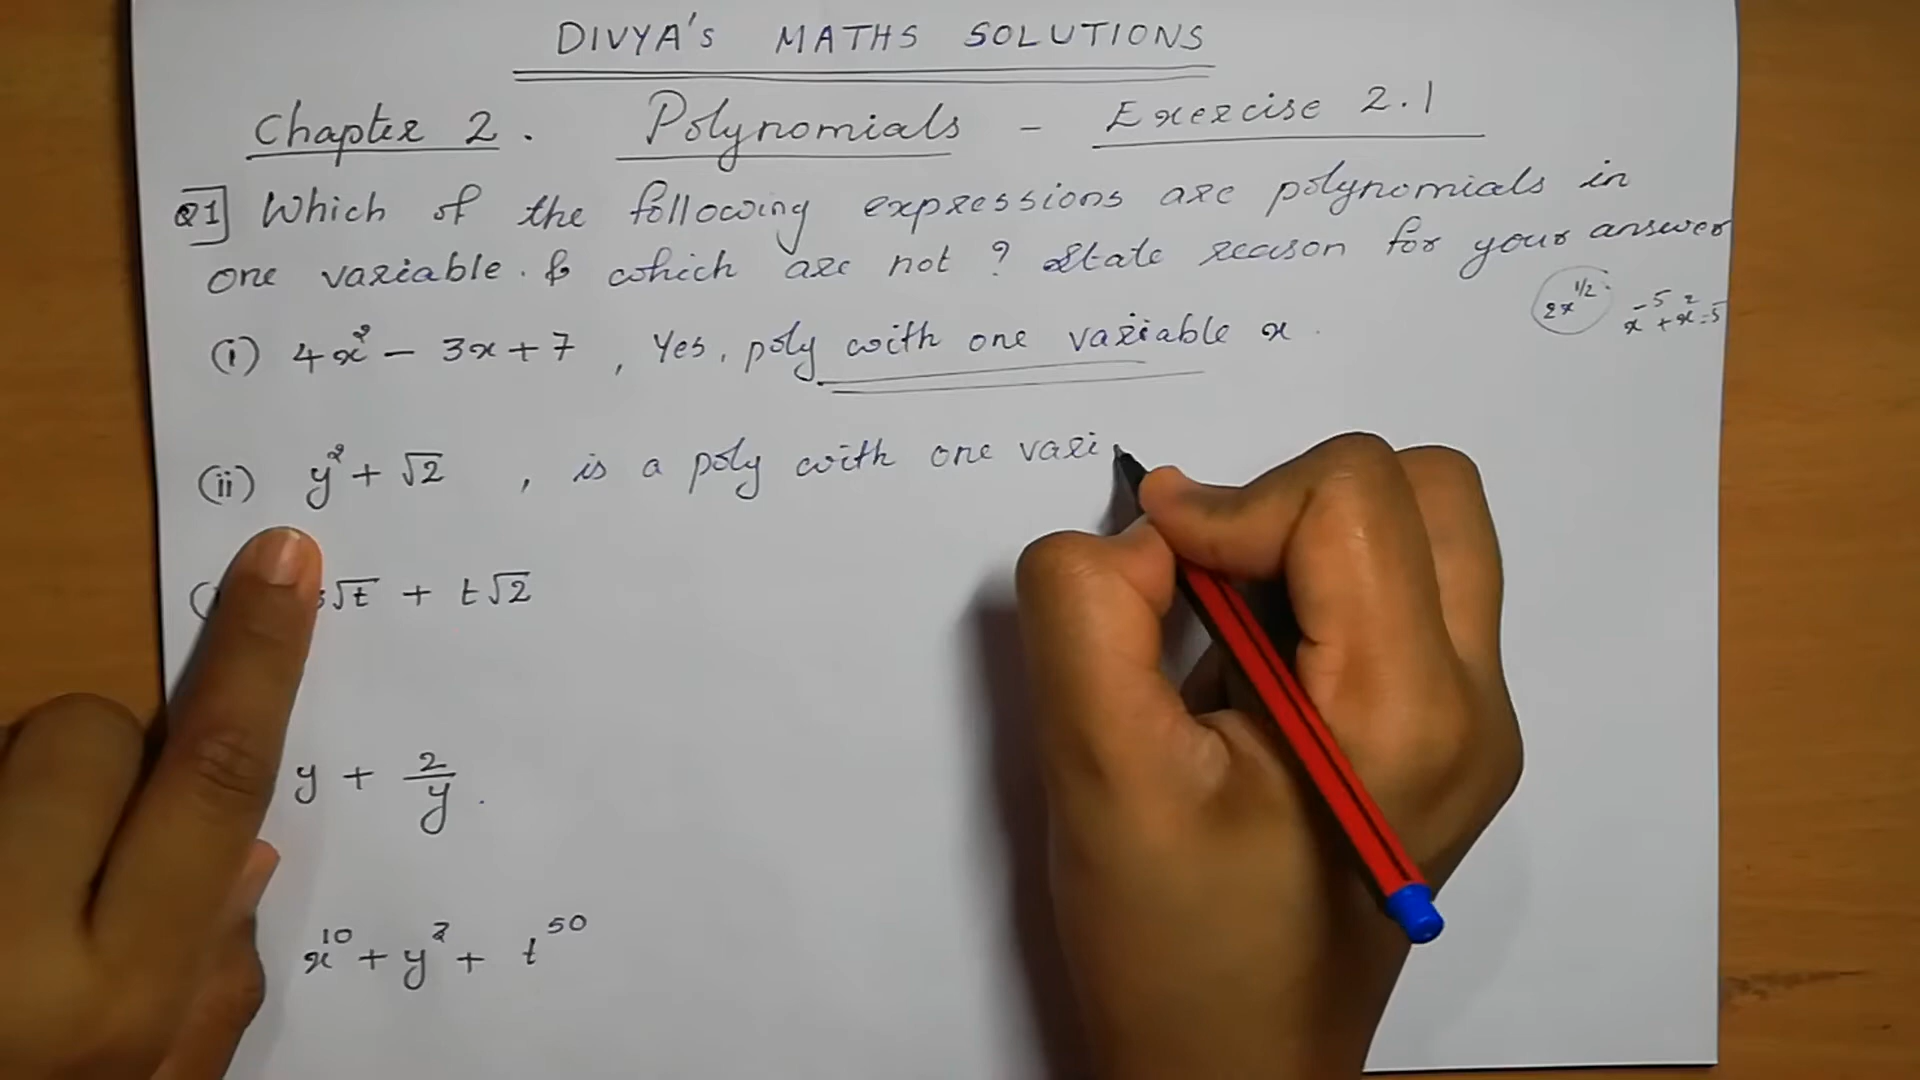 DIVYA's MATHS SOLUTIONS
Chapter 2. Polynomials - Exercise 2.1
Q1] Which of the following expressions are polynomials in
one variable. & which are not ? State reason for your answer
2x^1/2
x^-5 + x^2 = 5
(i) 4x² - 3x + 7 , Yes, poly with one variable x.
(ii) y² + √2 , is a poly with one vari
√t + t√2
y + 2/y .
x^10 + y^3 + t^50